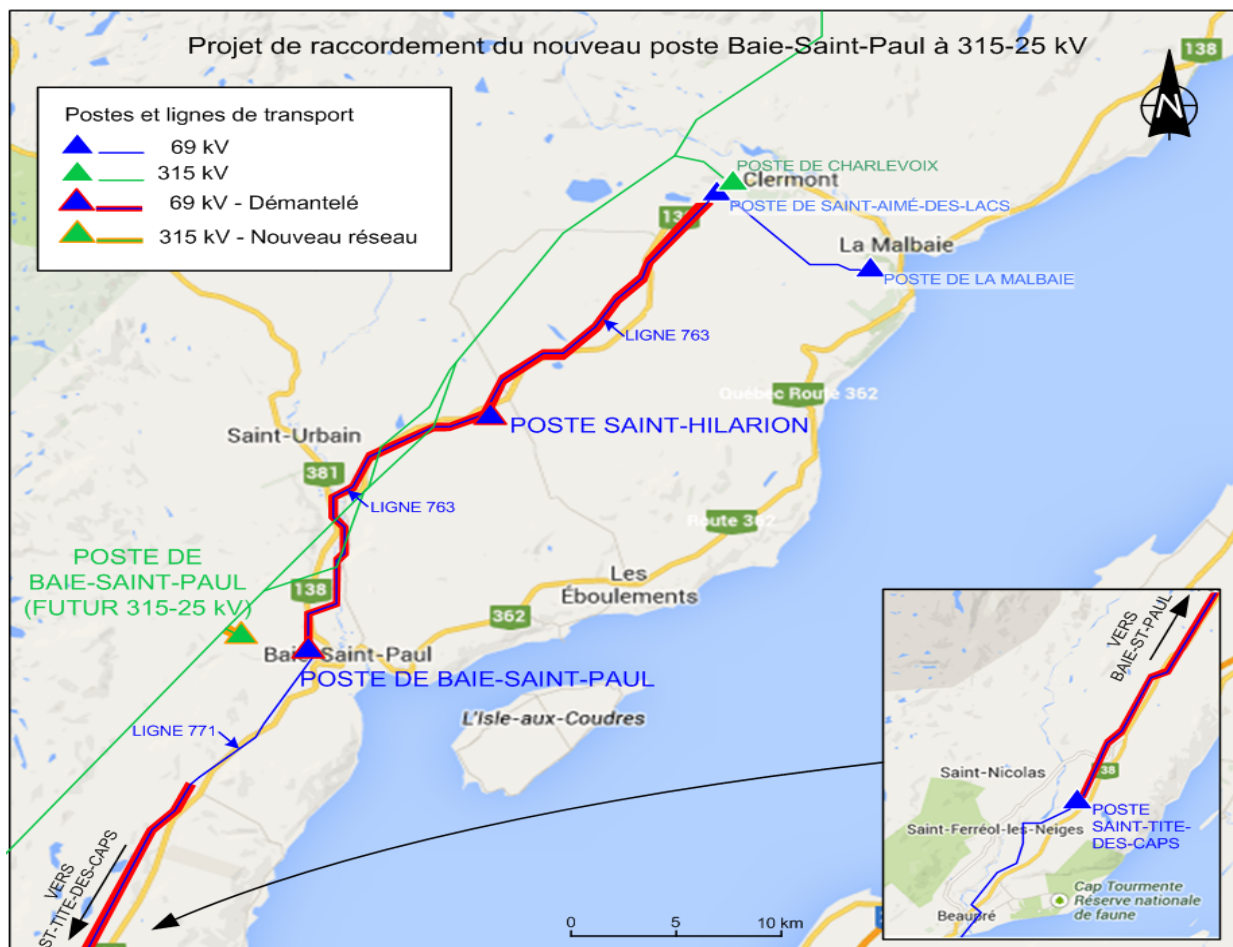 Projet de raccordement du nouveau poste Baie-Saint-Paul à 315-25 kV
138
N
Postes et lignes de transport
69 kV
315 kV
69 kV - Démantelé
315 kV - Nouveau réseau
POSTE DE CHARLEVOIX
Clermont
POSTE DE SAINT-AIMÉ-DES-LACS
La Malbaie
POSTE DE LA MALBAIE
LIGNE 763
Québec Route 362
POSTE SAINT-HILARION
Saint-Urbain
381
LIGNE 763
Route 362
POSTE DE
BAIE-SAINT-PAUL
(FUTUR 315-25 kV)
138
Les
Éboulements
362
Baie-Saint-Paul
POSTE DE BAIE-SAINT-PAUL
L'Isle-aux-Coudres
LIGNE 771
VERS
ST-TITE-DES-CAPS
0 5 10 km
VERS
BAIE-ST-PAUL
Saint-Nicolas
38
POSTE
SAINT-TITE-
DES-CAPS
Saint-Ferréol-les-Neiges
Cap Tourmente
Réserve nationale
de faune
Beaupré